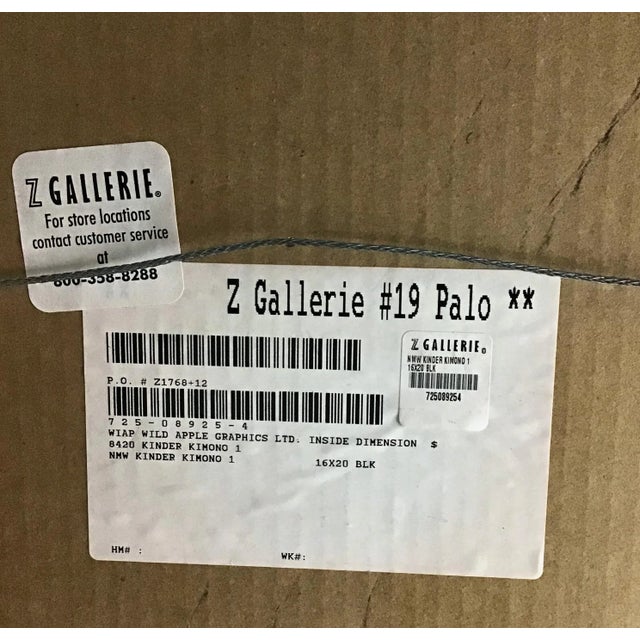 Z GALLERIE®
For store locations
contact customer service
at
800-358-8288
Z Gallerie #19 Palo **
P.O. # Z1768+12
725-08925-4
WIAP WILD APPLE GRAPHICS LTD. INSIDE DIMENSION $
8420 KINDER KIMONO 1
NMW KINDER KIMONO 1 16X20 BLK
HM# : WK#:
Z GALLERIE®
NMW KINDER KIMONO 1
16X20 BLK
725089254